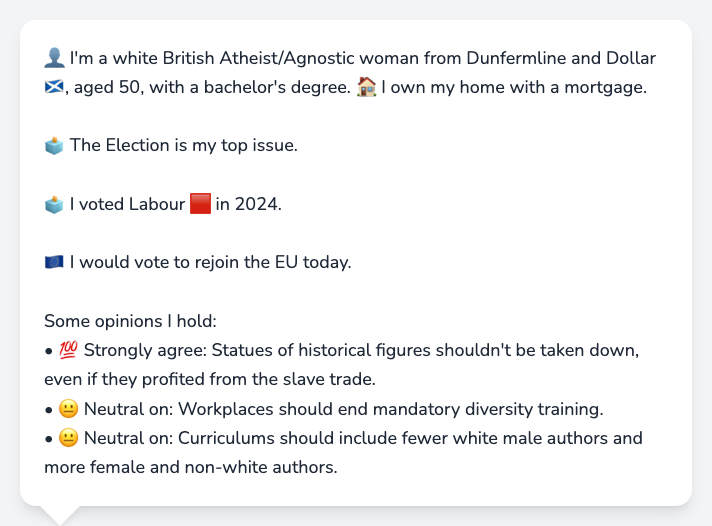 👤 I'm a white British Atheist/Agnostic woman from Dunfermline and Dollar
🏴󠁧󠁢󠁳󠁣󠁴󠁿, aged 50, with a bachelor's degree. 🏠 I own my home with a mortgage.
🗳️ The Election is my top issue.
🗳️ I voted Labour 🟥 in 2024.
🇪🇺 I would vote to rejoin the EU today.
Some opinions I hold:
• 💯 Strongly agree: Statues of historical figures shouldn't be taken down,
even if they profited from the slave trade.
• 😐 Neutral on: Workplaces should end mandatory diversity training.
• 😐 Neutral on: Curriculums should include fewer white male authors and
more female and non-white authors.